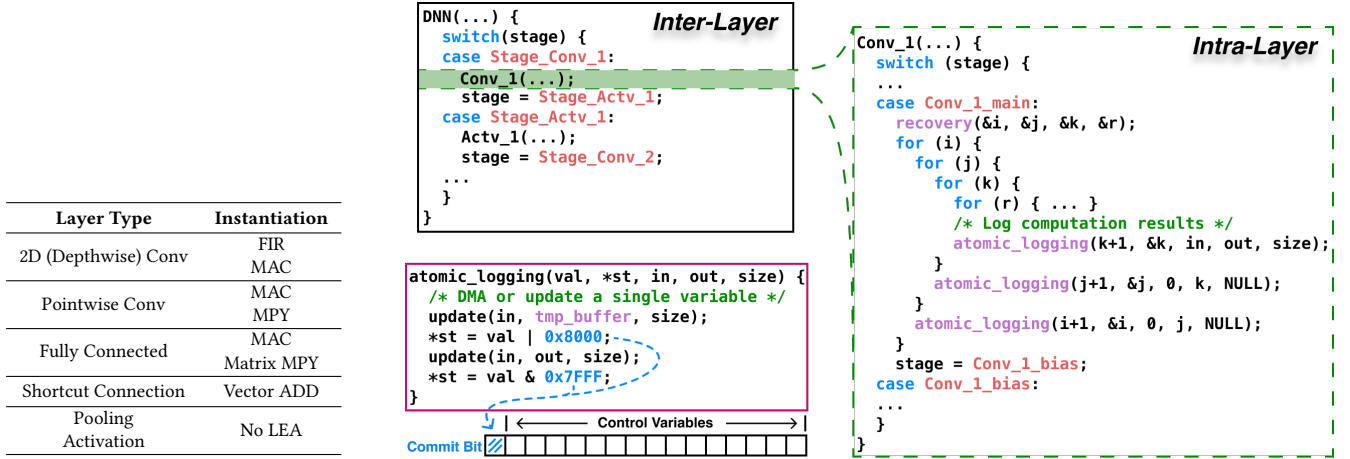 Layer Type Instantiation
2D (Depthwise) Conv
FIR
MAC
Pointwise Conv
MAC
MPY
Fully Connected
MAC
Matrix MPY
Shortcut Connection Vector ADD
Pooling
Activation
No LEA
Inter-Layer
DNN(...) {
switch(stage) {
case Stage_Conv_1:
Conv_1(...);
stage = Stage_Actv_1;
case Stage_Actv_1:
Actv_1(...);
stage = Stage_Conv_2;
...
}
}
atomic_logging(val, *st, in, out, size) {
/* DMA or update a single variable */
update(in, tmp_buffer, size);
*st = val | 0x8000;
update(in, out, size);
*st = val & 0x7FFF;
}
Control Variables
Commit Bit
Intra-Layer
Conv_1(...) {
switch (stage) {
...
case Conv_1_main:
recovery(&i, &j, &k, &r);
for (i) {
for (j) {
for (k) {
for (r) { ... }
/* Log computation results */
atomic_logging(k+1, &k, in, out, size);
}
atomic_logging(j+1, &j, 0, k, NULL);
}
atomic_logging(i+1, &i, 0, j, NULL);
}
stage = Conv_1_bias;
case Conv_1_bias:
...
}
}